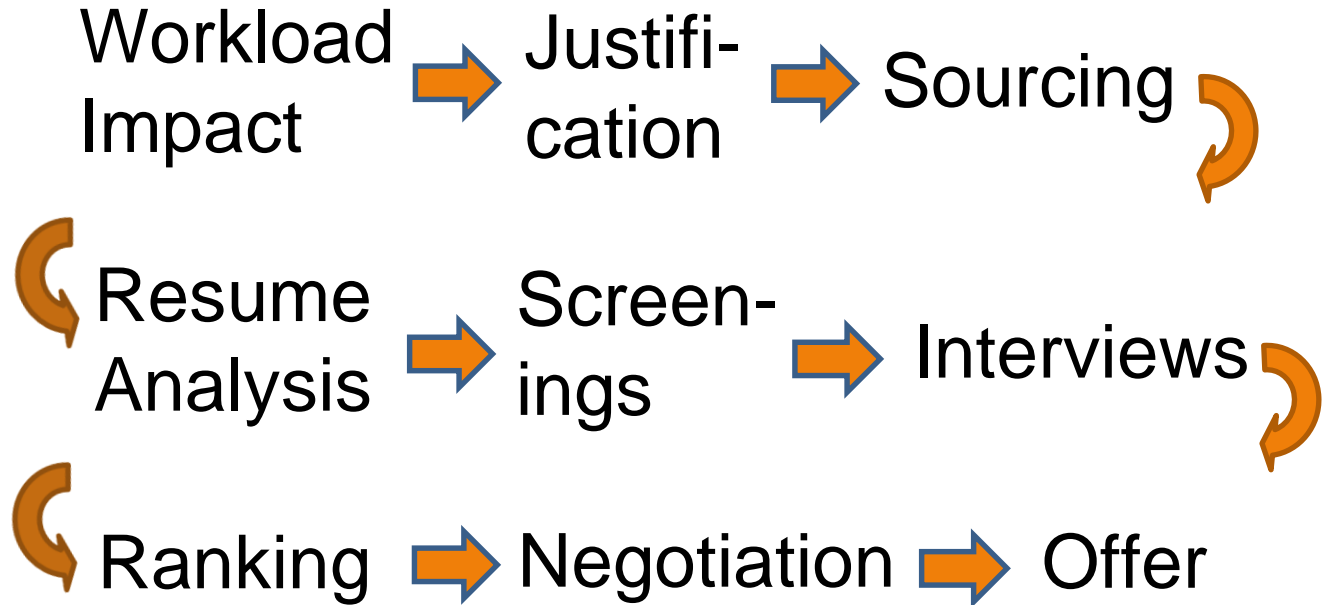 Workload
Impact
Justifi-
cation
Sourcing
Resume
Analysis
Screen-
ings
Interviews
Ranking
Negotiation
Offer